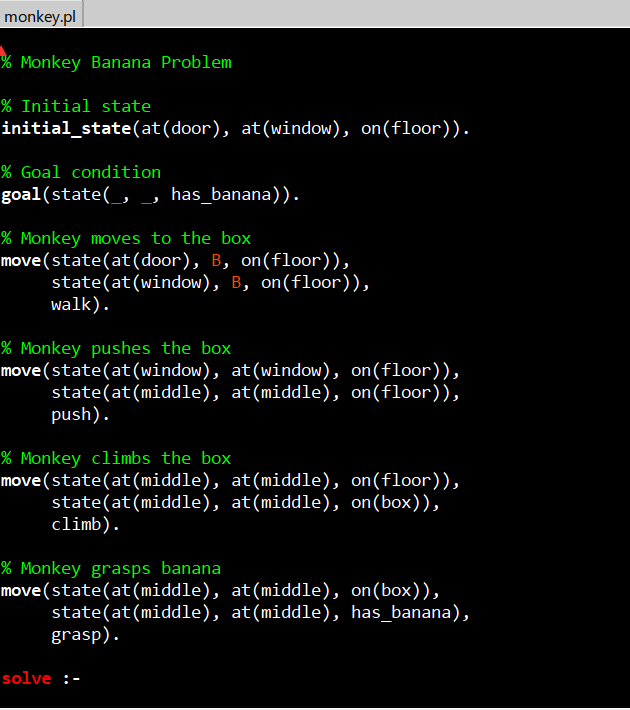 monkey.pl
% Monkey Banana Problem
% Initial state
initial_state(at(door), at(window), on(floor)).
% Goal condition
goal(state(_, _, has_banana)).
% Monkey moves to the box
move(state(at(door), B, on(floor)),
     state(at(window), B, on(floor)),
     walk).
% Monkey pushes the box
move(state(at(window), at(window), on(floor)),
     state(at(middle), at(middle), on(floor)),
     push).
% Monkey climbs the box
move(state(at(middle), at(middle), on(floor)),
     state(at(middle), at(middle), on(box)),
     climb).
% Monkey grasps banana
move(state(at(middle), at(middle), on(box)),
     state(at(middle), at(middle), has_banana),
     grasp).
solve :-